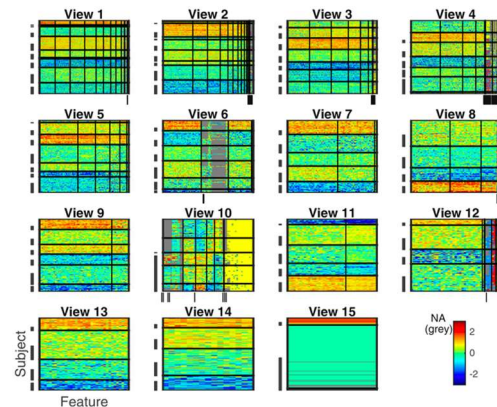 View 1 View 2 View 3 View 4
View 5 View 6 View 7 View 8
View 9 View 10 View 11 View 12
View 13 View 14 View 15
NA
(grey)
2
0
-2
Subject
Feature